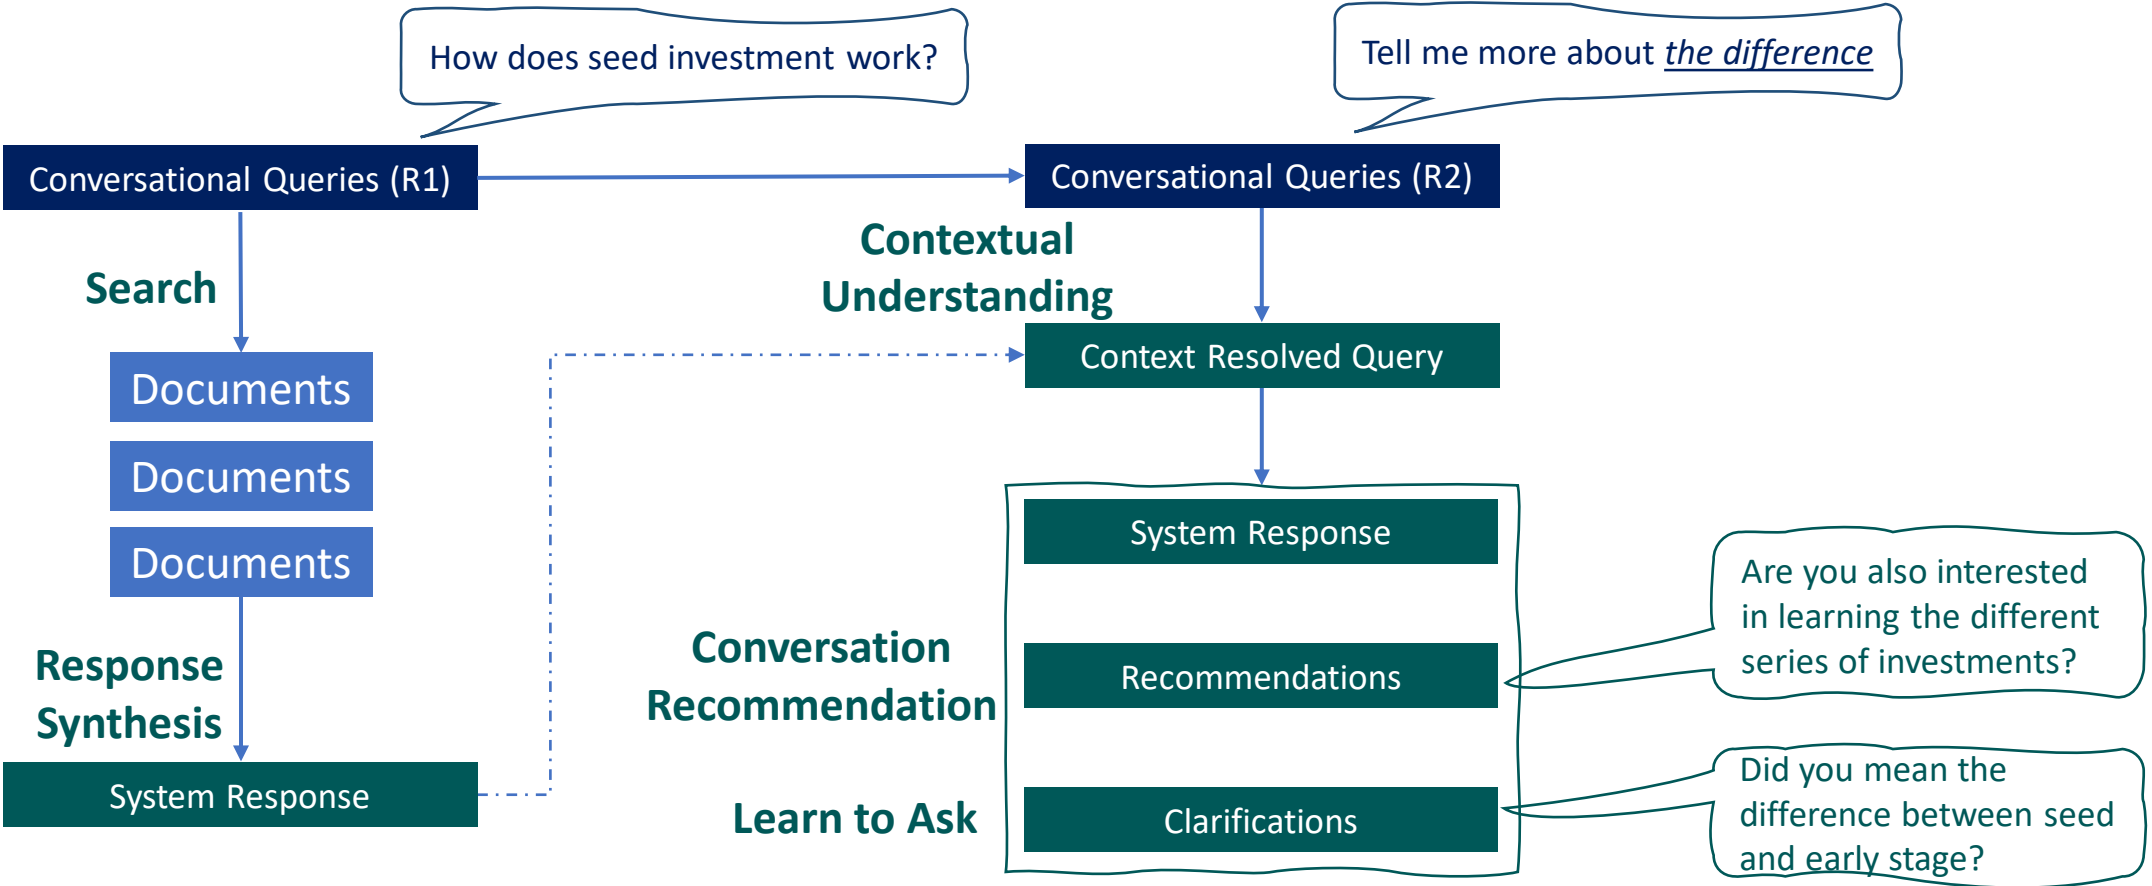 How does seed investment work?
Tell me more about the difference
Conversational Queries (R1)
Conversational Queries (R2)
Contextual
Understanding
Search
Context Resolved Query
Documents
Documents
Documents
System Response
Response
Synthesis
Conversation
Recommendation
Recommendations
Are you also interested
in learning the different
series of investments?
System Response
Learn to Ask
Clarifications
Did you mean the
difference between seed
and early stage?